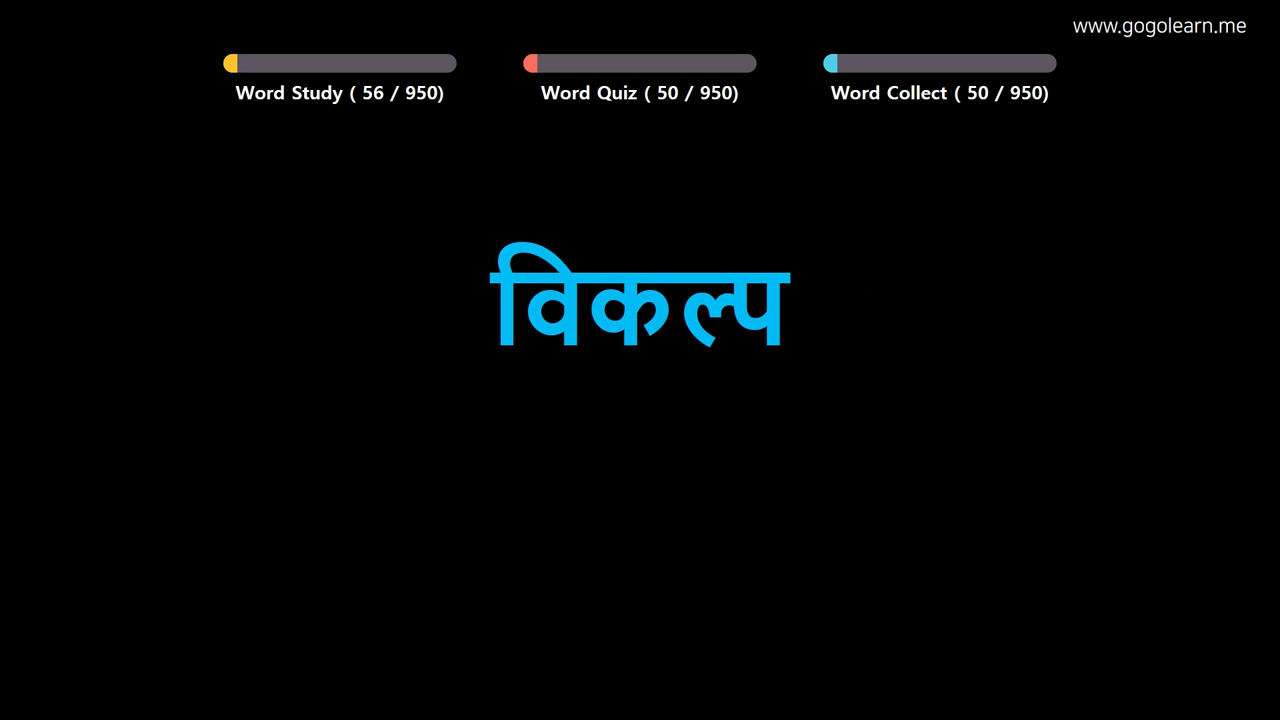 www.gogolearn.me
Word Study ( 56 / 950)
Word Quiz ( 50 / 950)
Word Collect ( 50 / 950)
विकल्प